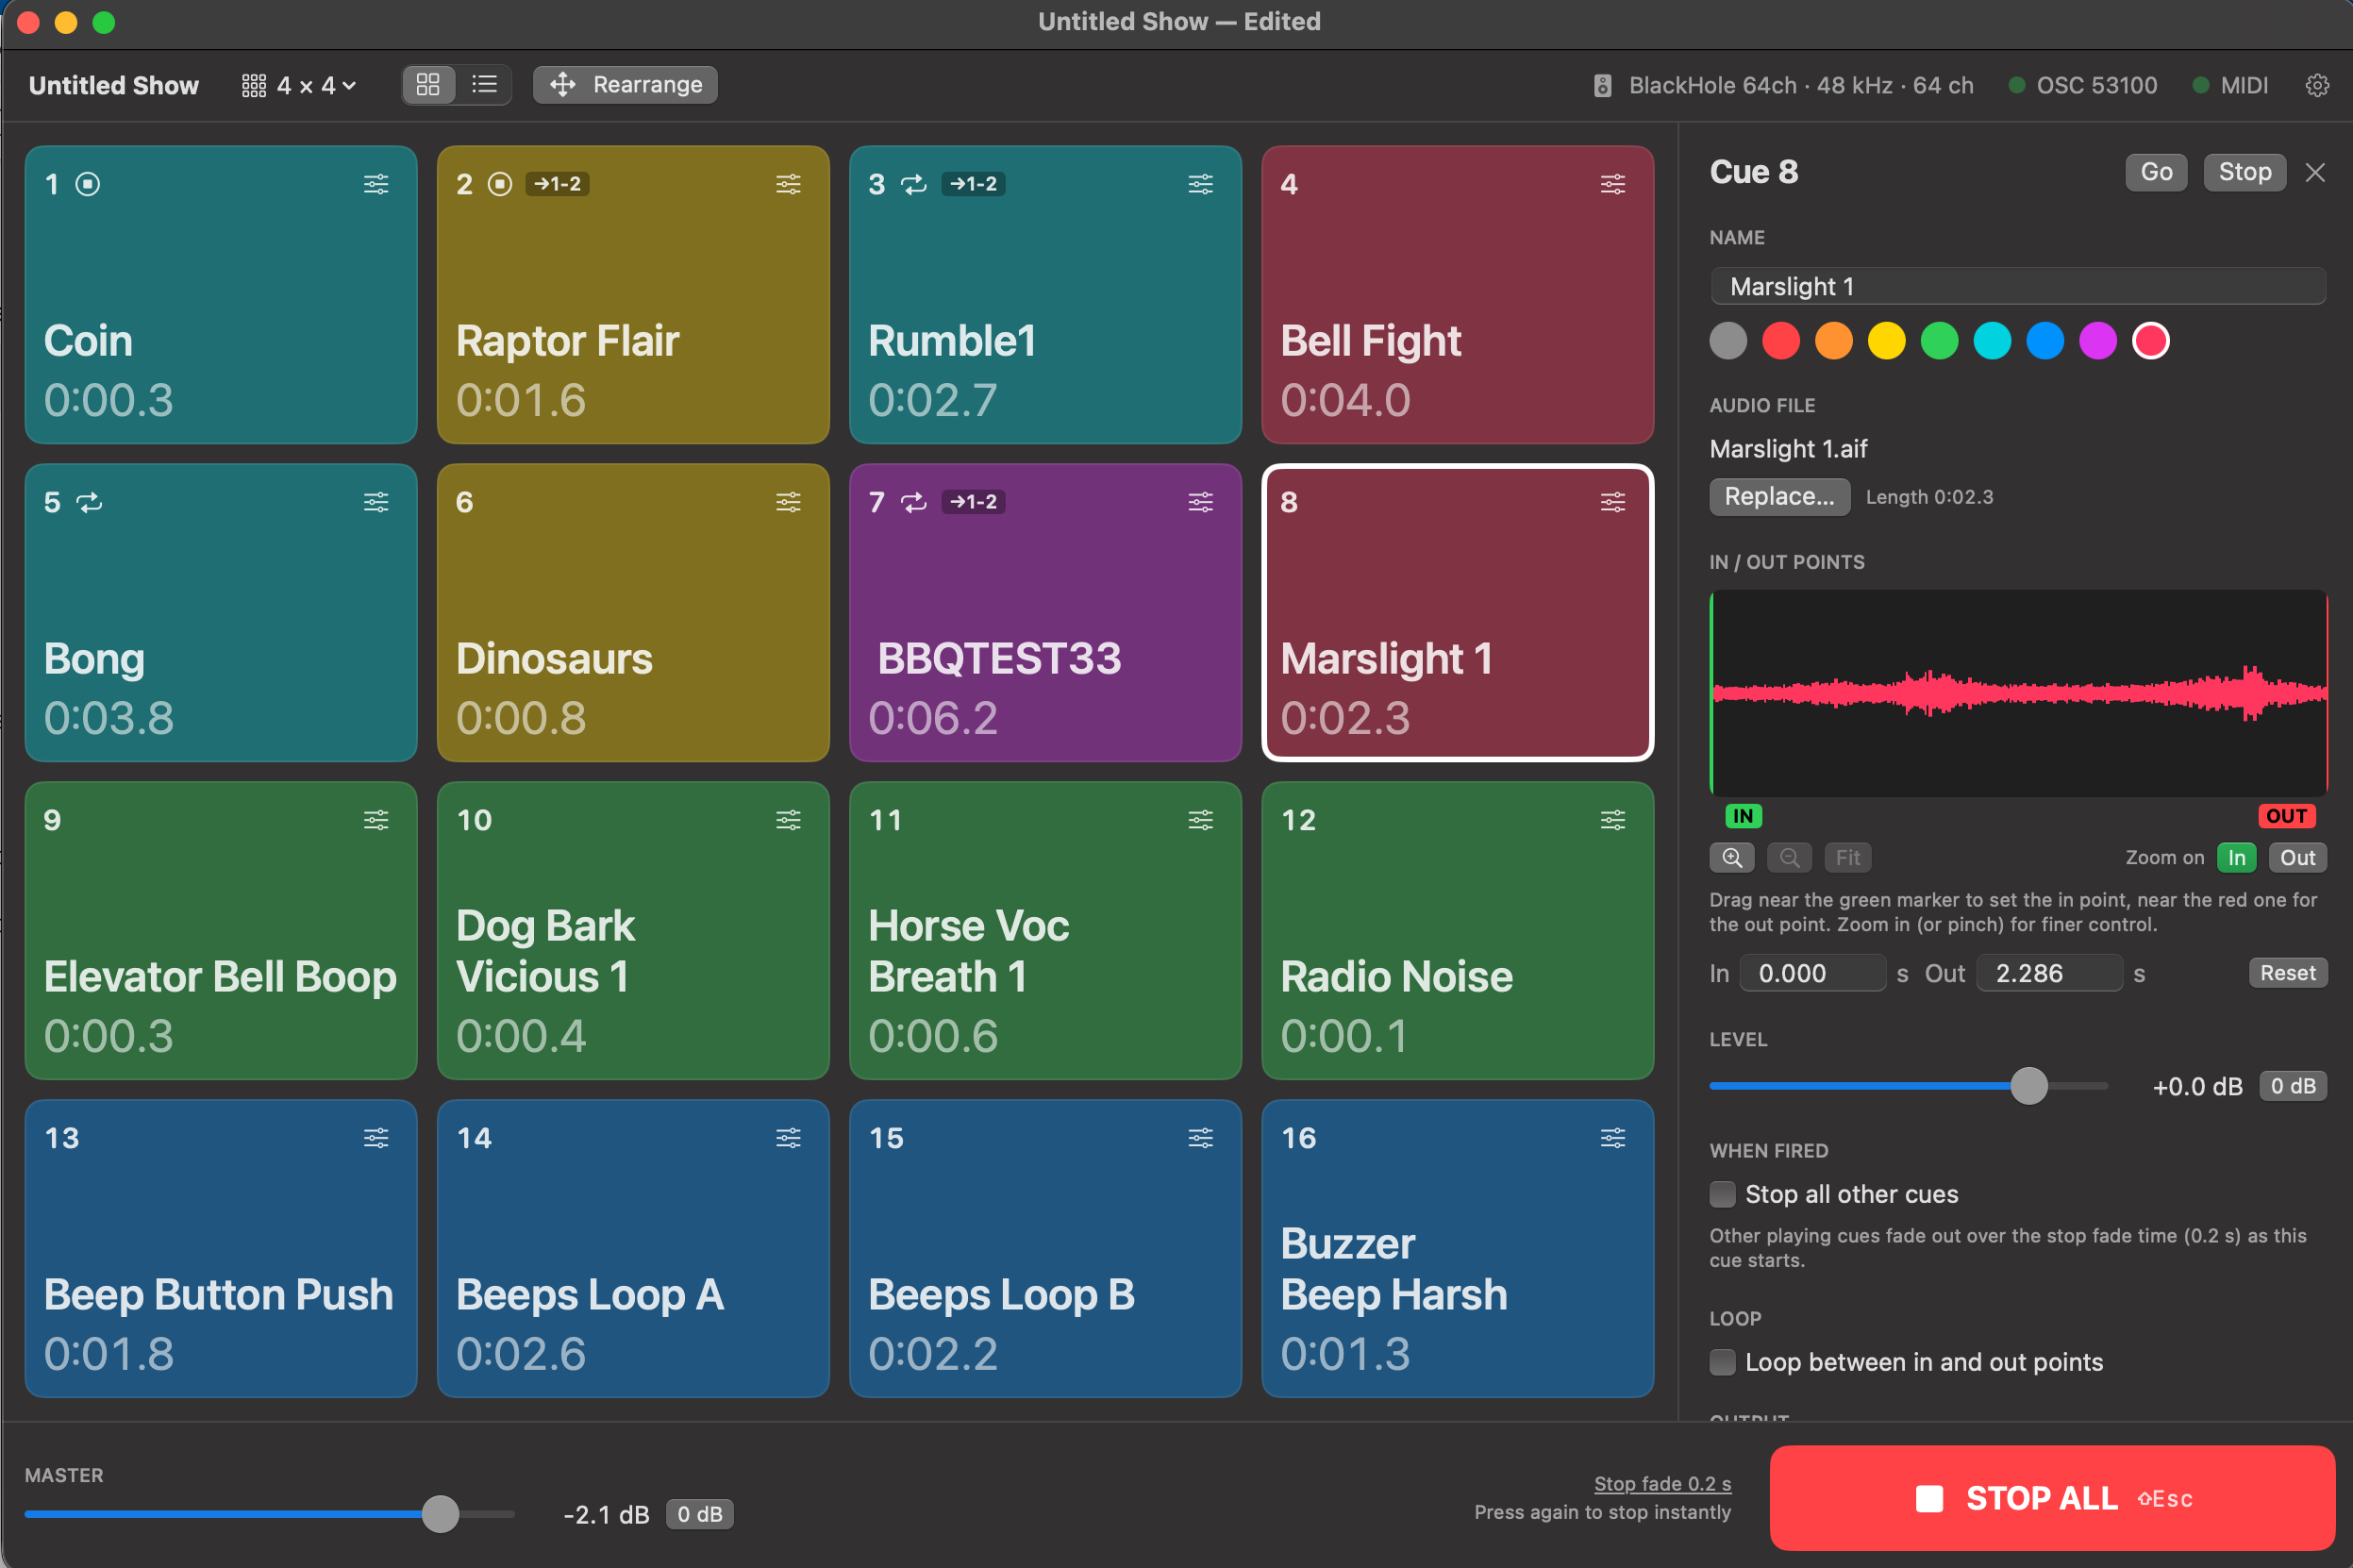 Untitled Show — Edited
Untitled Show
4 × 4
Rearrange
BlackHole 64ch · 48 kHz · 64 ch
OSC 53100
MIDI
1
Coin
0:00.3
2 →1-2
Raptor Flair
0:01.6
3 →1-2
Rumble1
0:02.7
4
Bell Fight
0:04.0
5
Bong
0:03.8
6
Dinosaurs
0:00.8
7 →1-2
BBQTEST33
0:06.2
8
Marslight 1
0:02.3
9
Elevator Bell Boop
0:00.3
10
Dog Bark
Vicious 1
0:00.4
11
Horse Voc
Breath 1
0:00.6
12
Radio Noise
0:00.1
13
Beep Button Push
0:01.8
14
Beeps Loop A
0:02.6
15
Beeps Loop B
0:02.2
16
Buzzer
Beep Harsh
0:01.3
Cue 8
Go
Stop
NAME
Marslight 1
AUDIO FILE
Marslight 1.aif
Replace...
Length 0:02.3
IN / OUT POINTS
IN
OUT
Fit
Zoom on
In
Out
Drag near the green marker to set the in point, near the red one for
the out point. Zoom in (or pinch) for finer control.
In 0.000 s Out 2.286 s
Reset
LEVEL
+0.0 dB
0 dB
WHEN FIRED
Stop all other cues
Other playing cues fade out over the stop fade time (0.2 s) as this
cue starts.
LOOP
Loop between in and out points
OUTPUT
MASTER
-2.1 dB
0 dB
Stop fade 0.2 s
Press again to stop instantly
STOP ALL ⇧Esc